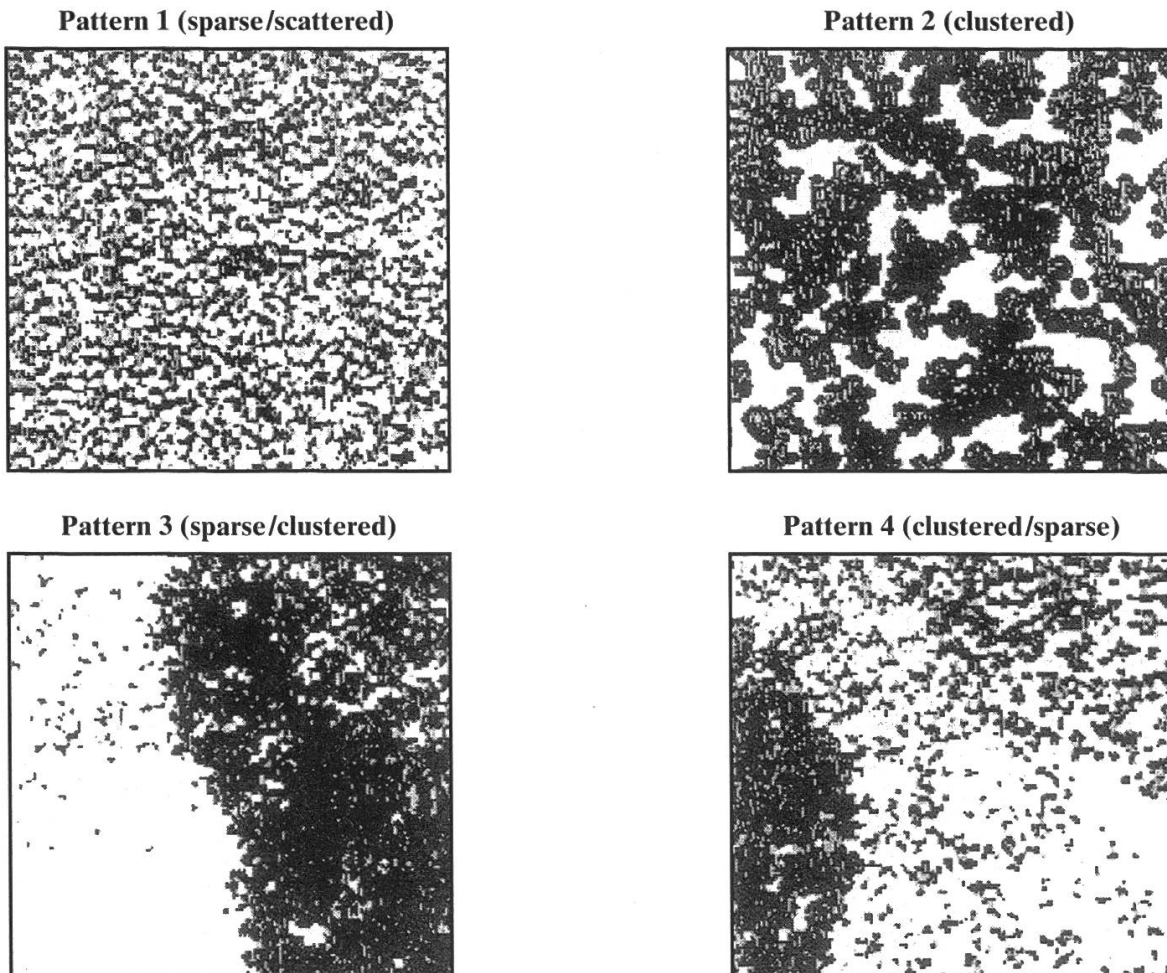 Pattern 1 (sparse/scattered)
Pattern 2 (clustered)
Pattern 3 (sparse/clustered)
Pattern 4 (clustered/sparse)